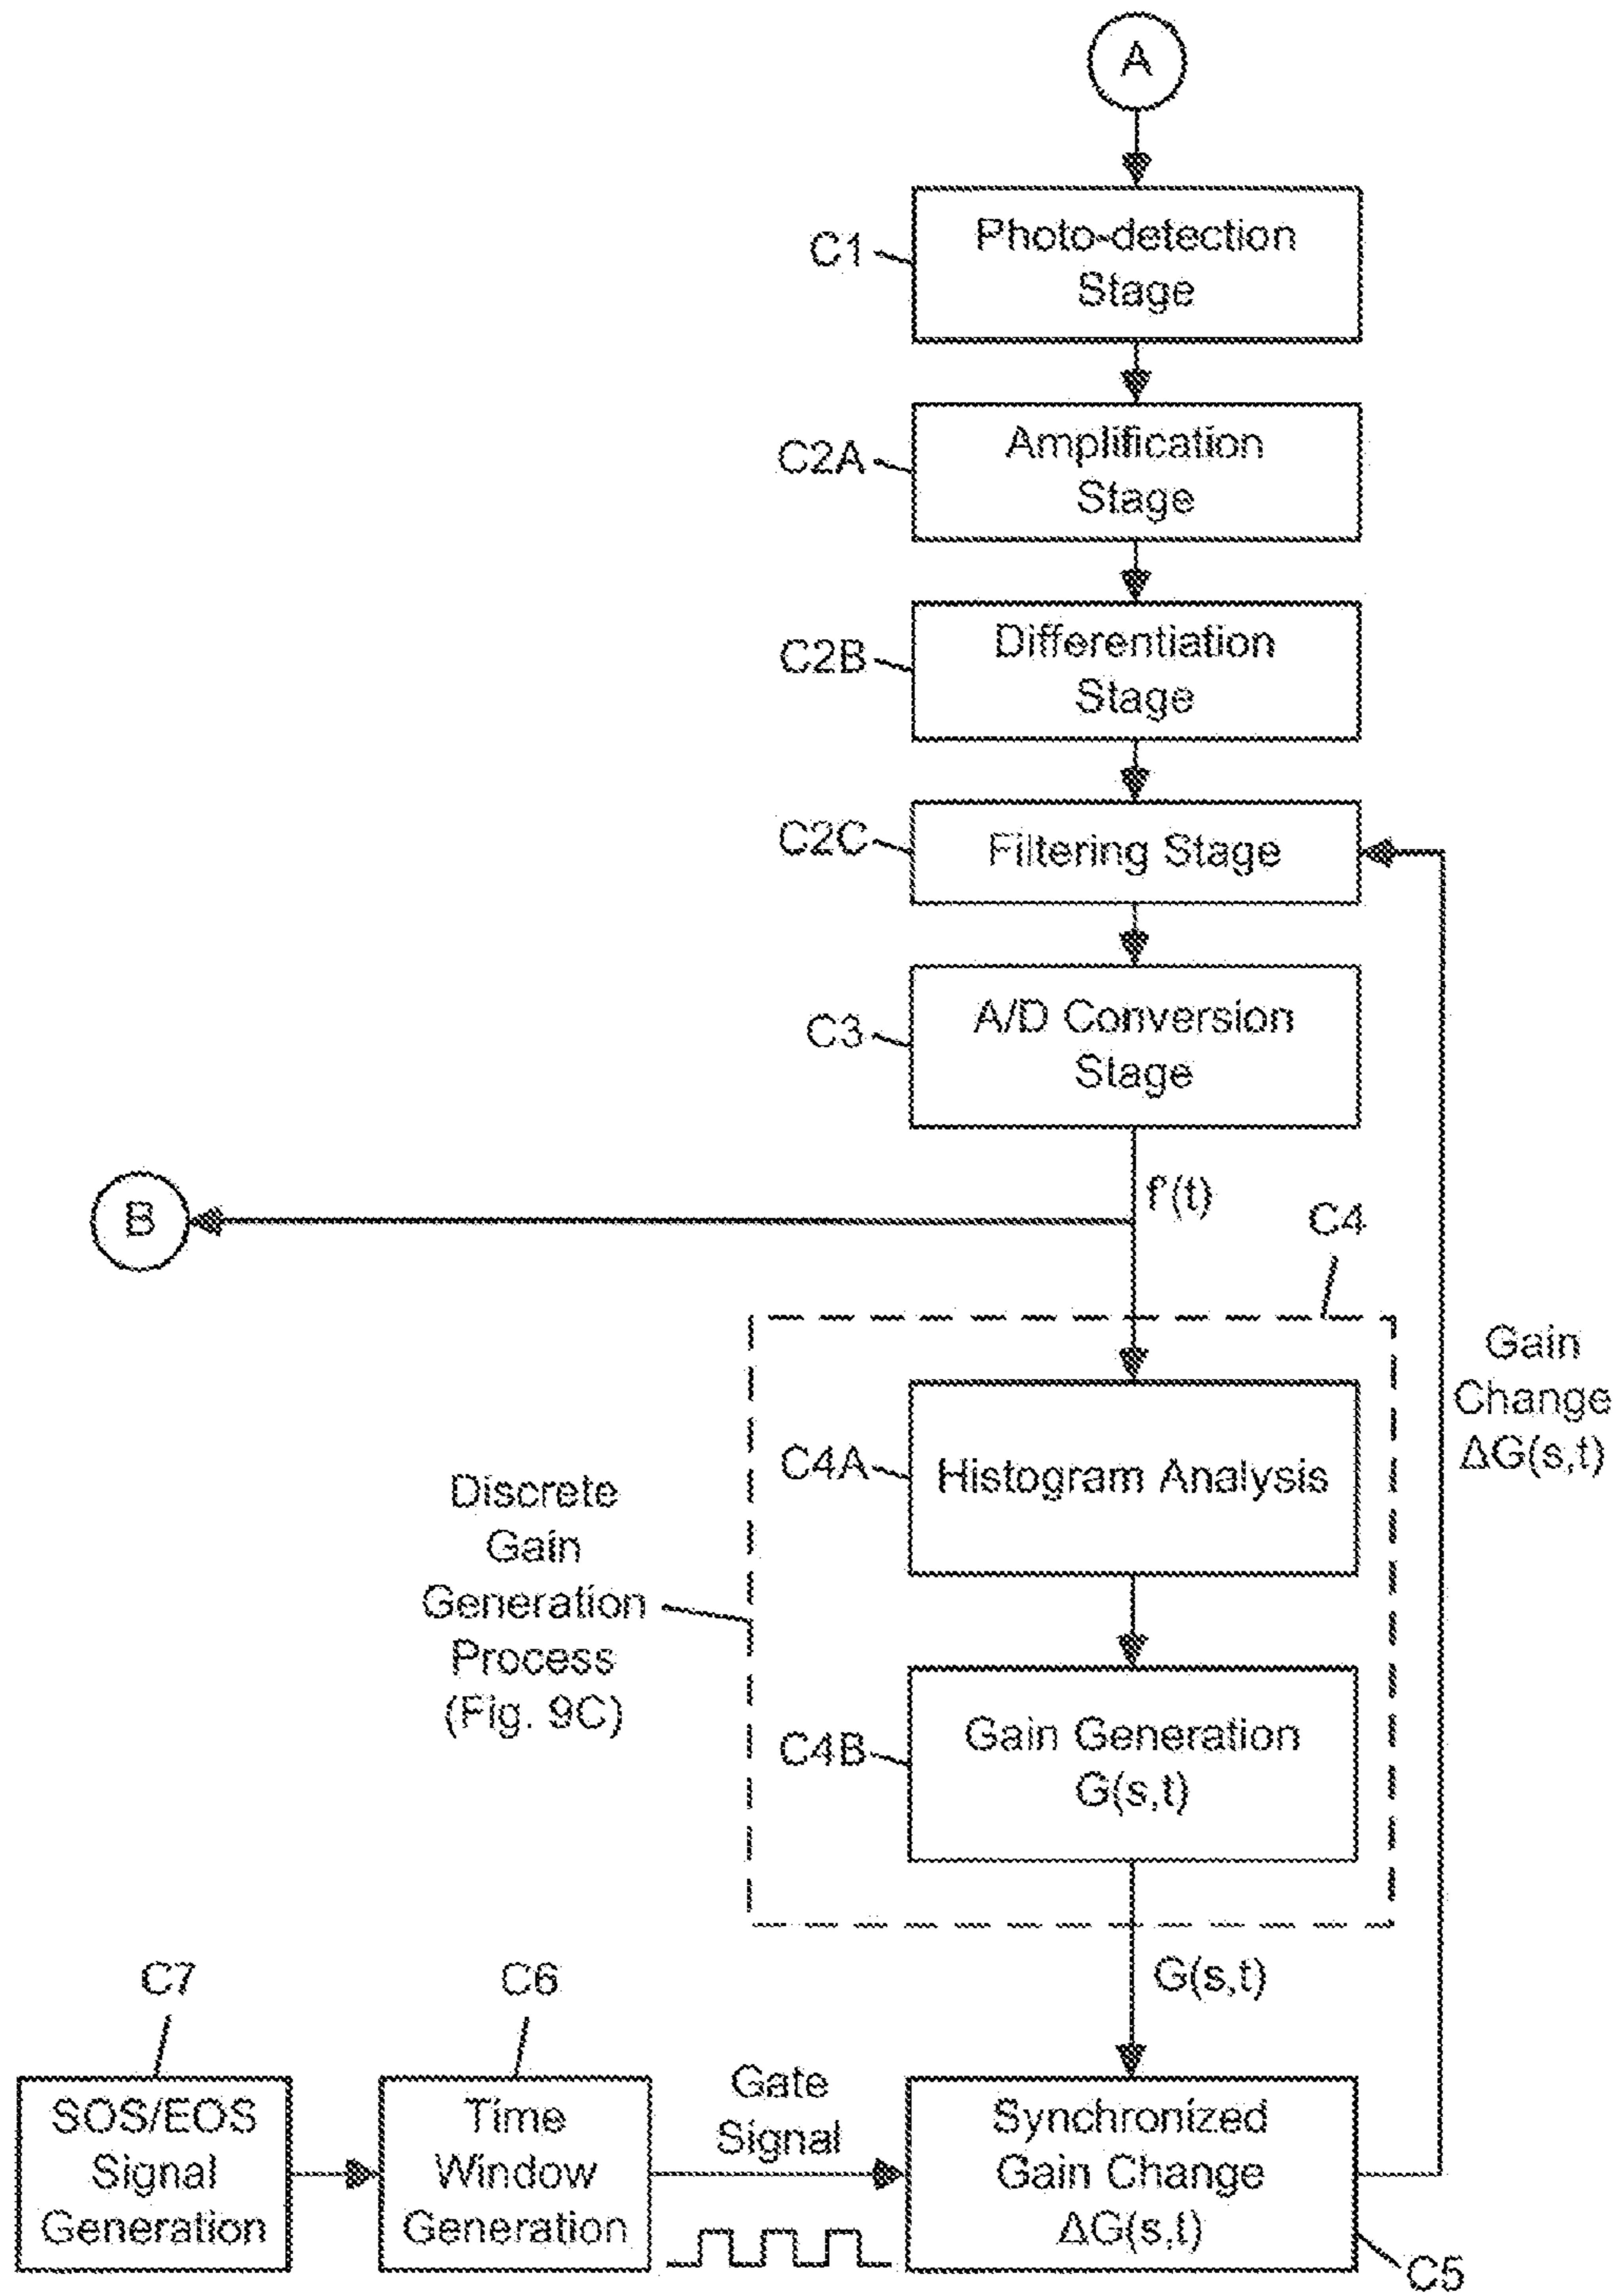 A
C1
Photo-detection
Stage
C2A
Amplification
Stage
C2B
Differentiation
Stage
C2C
Filtering Stage
C3
A/D Conversion
Stage
B
f'(t)
C4
Gain
Change
ΔG(s,t)
C4A
Histogram Analysis
Discrete
Gain
Generation
Process
(Fig. 9C)
C4B
Gain Generation
G(s,t)
G(s,t)
C7
C6
SOS/EOS
Signal
Generation
Time
Window
Generation
Gate
Signal
Synchronized
Gain Change
ΔG(s,t)
C5